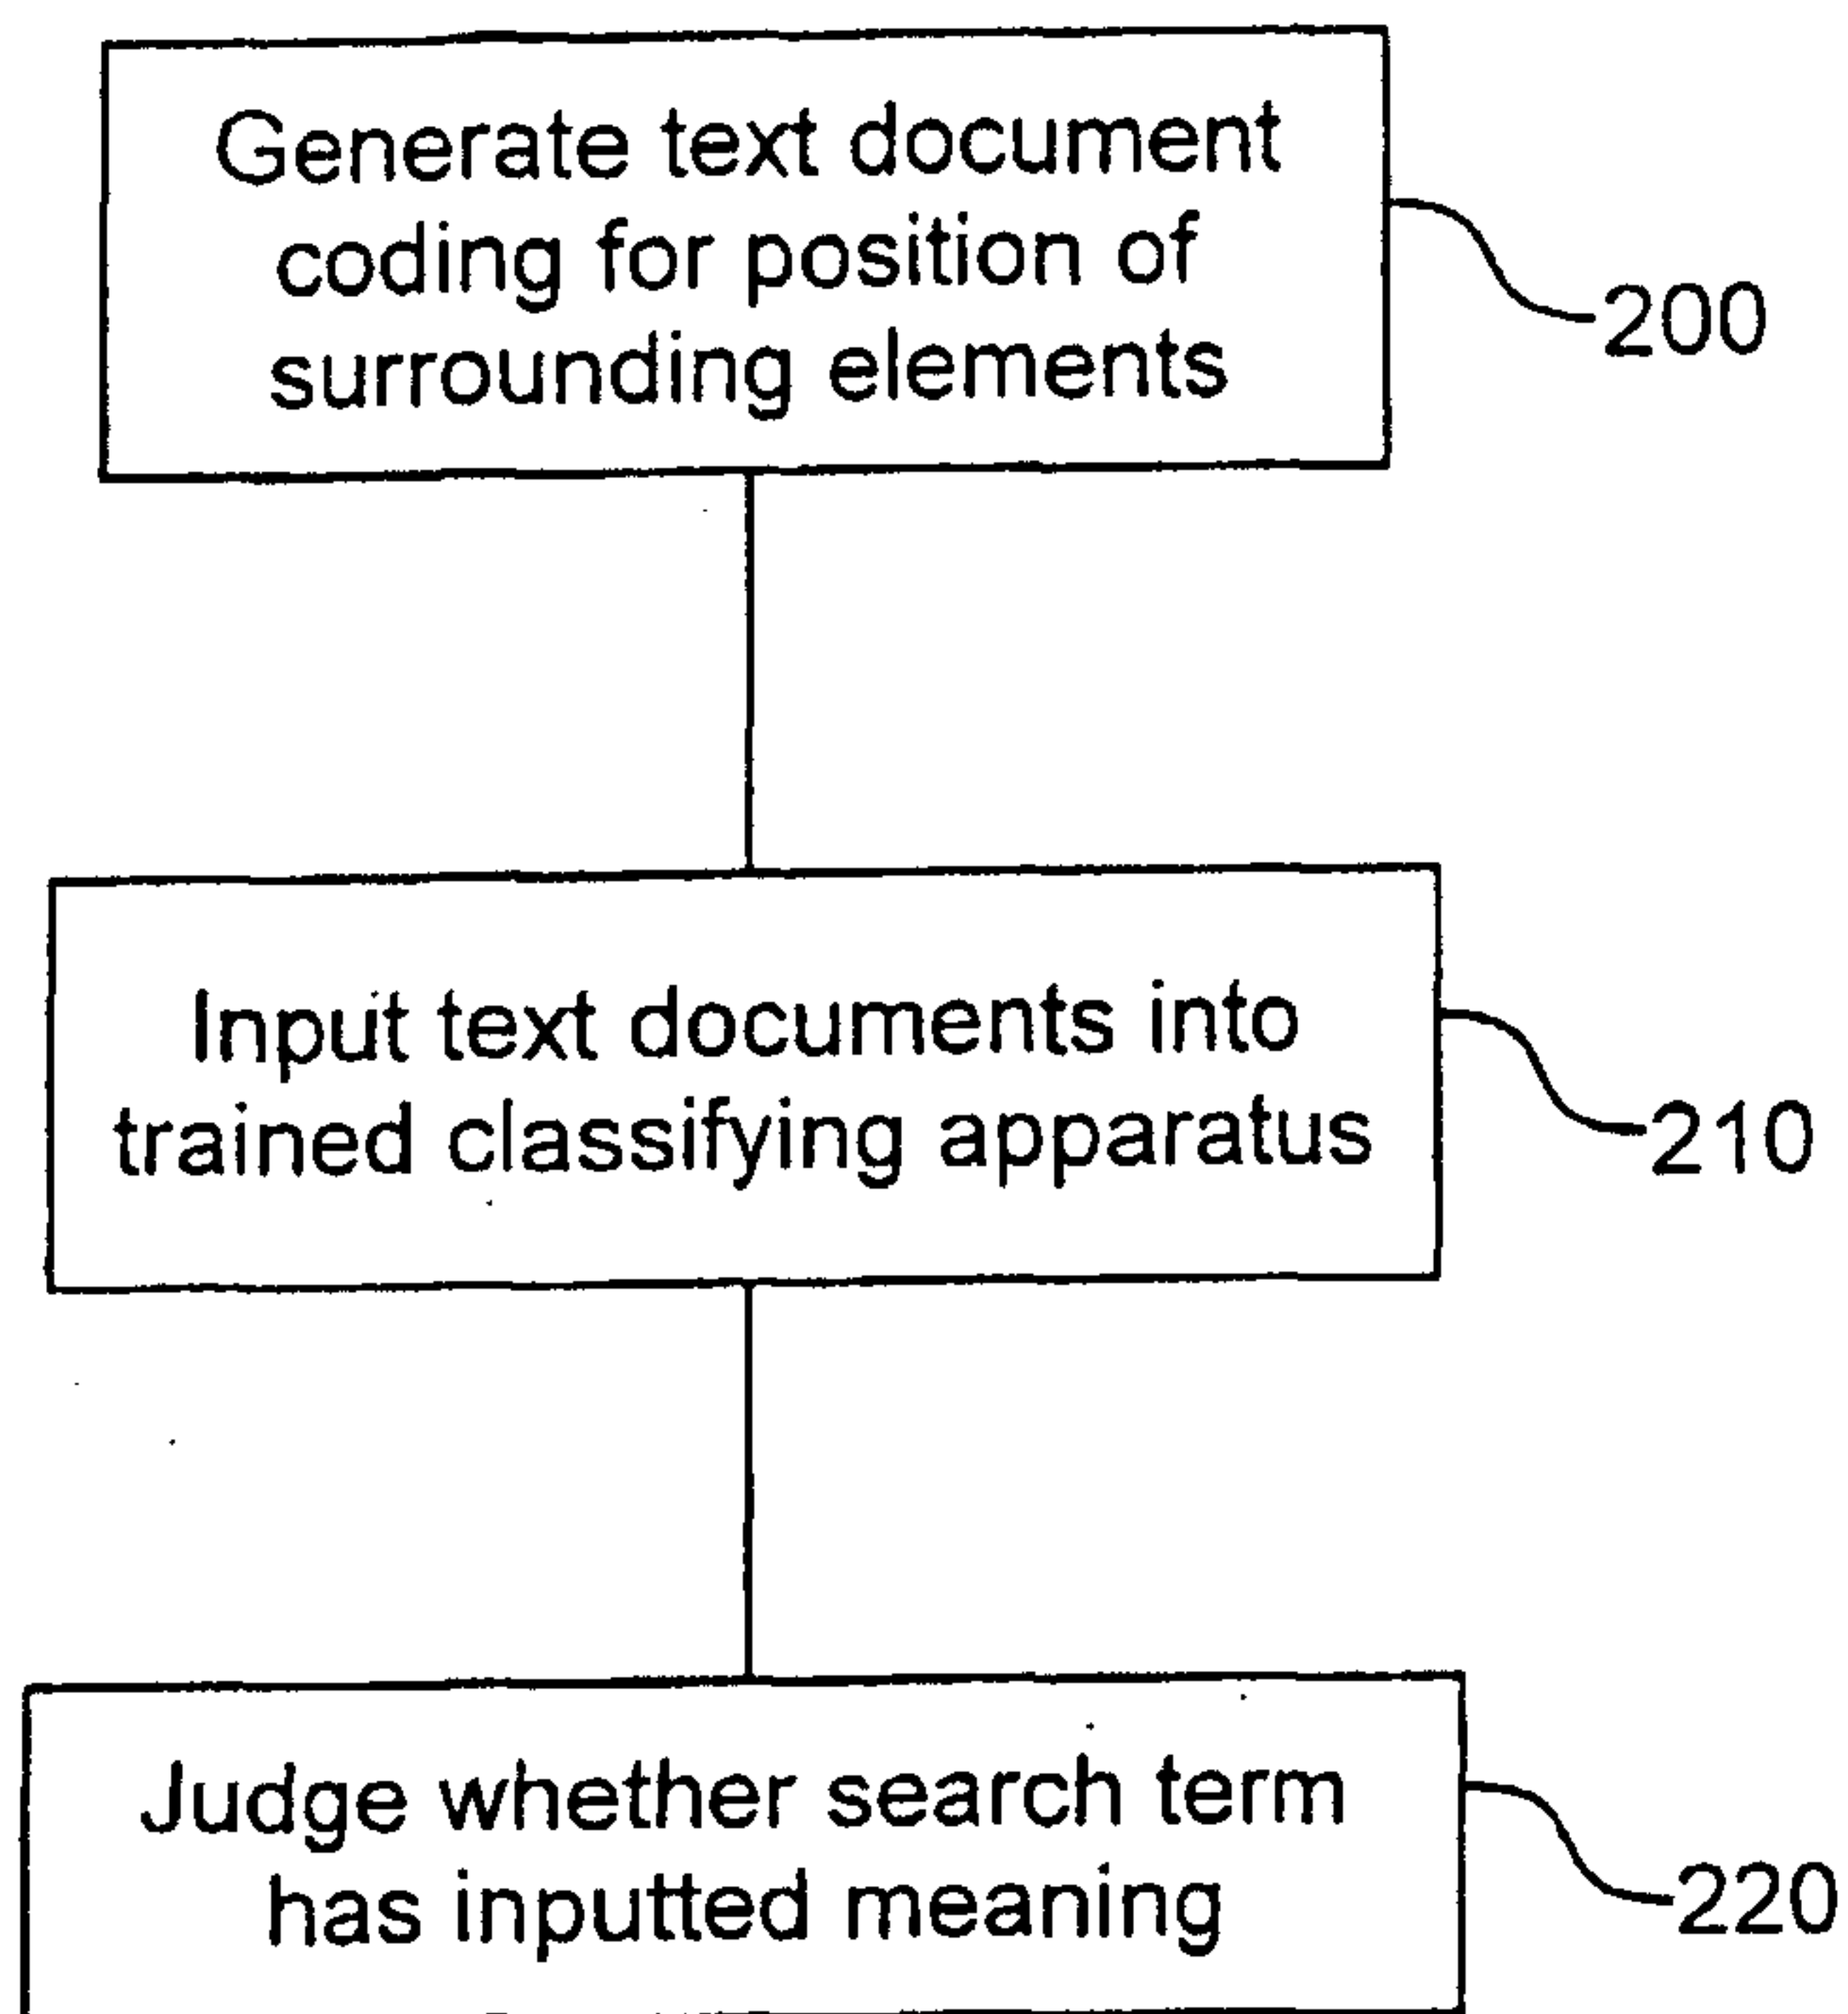 Generate text document
coding for position of
surrounding elements
200
Input text documents into
trained classifying apparatus
210
Judge whether search term
has inputted meaning
220